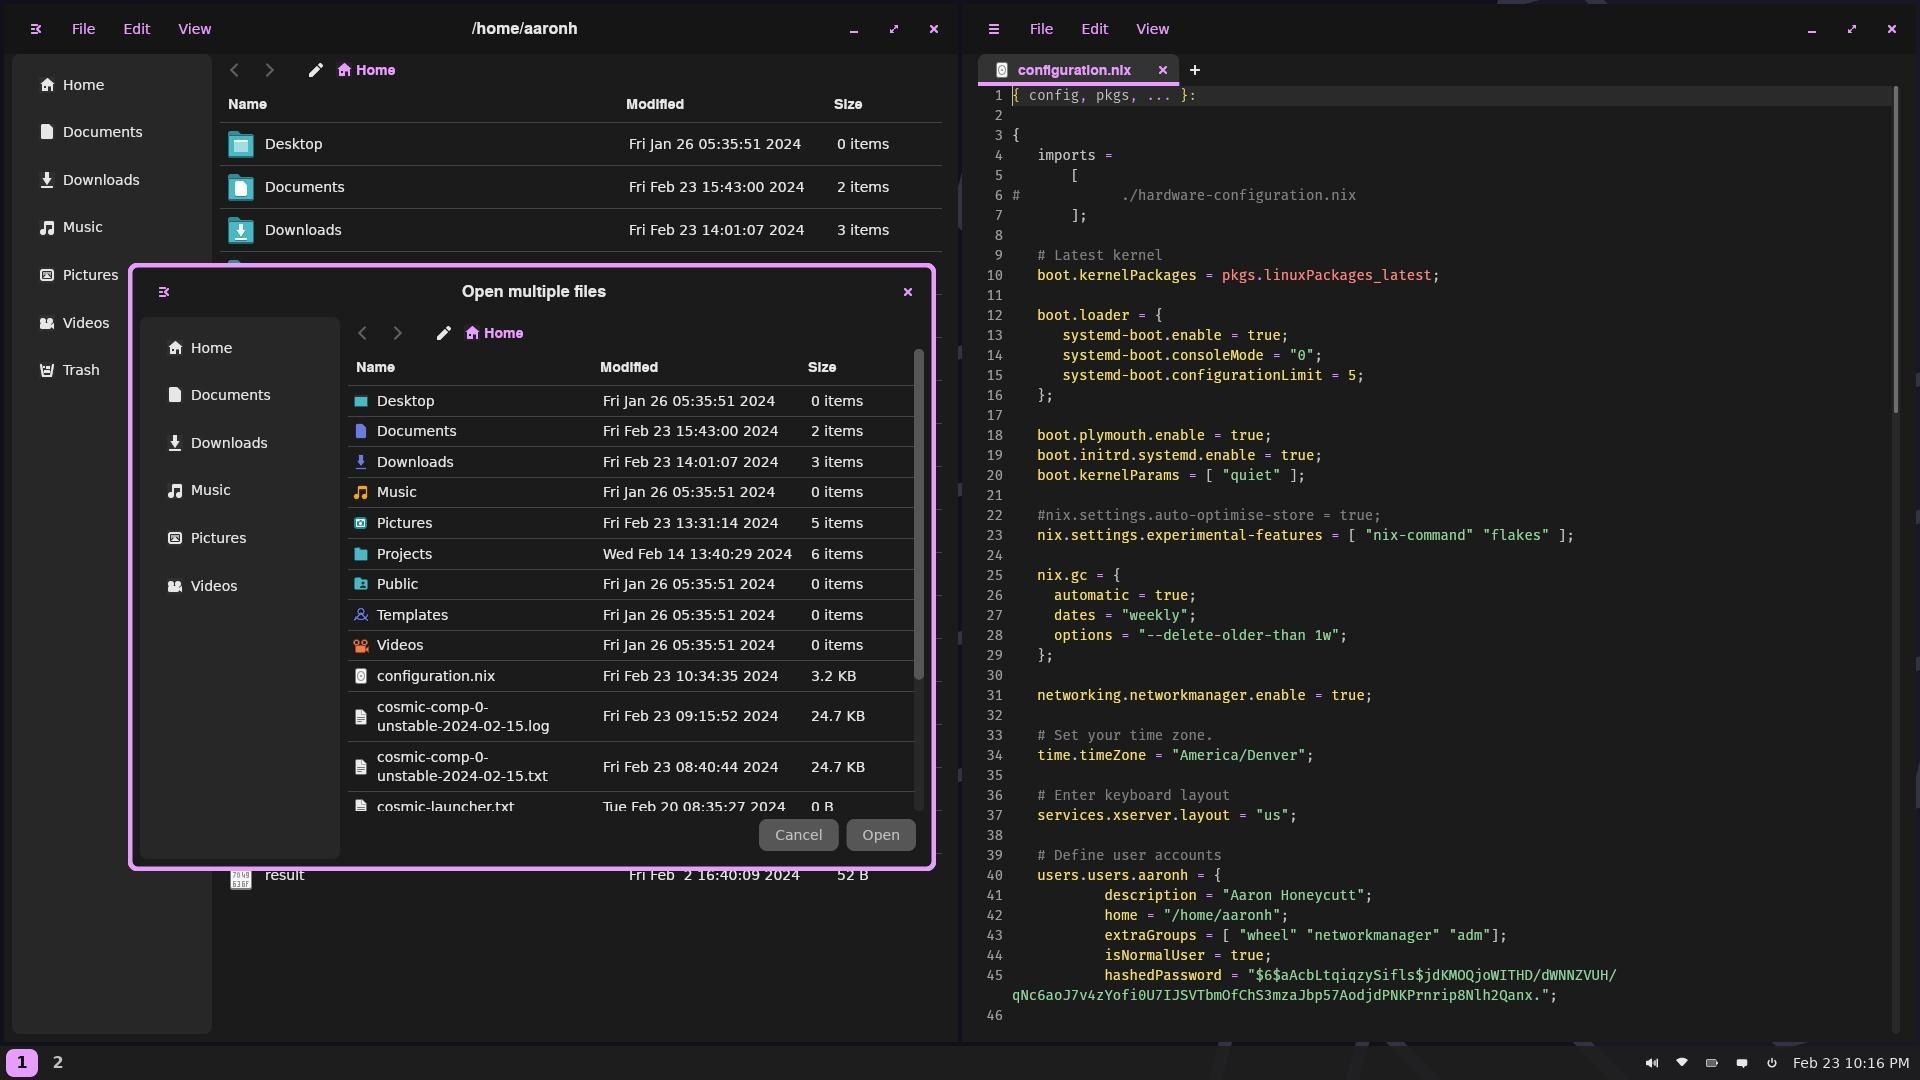 File Edit View /home/aaronh
Home
Documents
Downloads
Music
Pictures
Videos
Trash
Home
Name Modified Size
Desktop Fri Jan 26 05:35:51 2024 0 items
Documents Fri Feb 23 15:43:00 2024 2 items
Downloads Fri Feb 23 14:01:07 2024 3 items
Open multiple files
Home
Documents
Downloads
Music
Pictures
Videos
Home
Name Modified Size
Desktop Fri Jan 26 05:35:51 2024 0 items
Documents Fri Feb 23 15:43:00 2024 2 items
Downloads Fri Feb 23 14:01:07 2024 3 items
Music Fri Jan 26 05:35:51 2024 0 items
Pictures Fri Feb 23 13:31:14 2024 5 items
Projects Wed Feb 14 13:40:29 2024 6 items
Public Fri Jan 26 05:35:51 2024 0 items
Templates Fri Jan 26 05:35:51 2024 0 items
Videos Fri Jan 26 05:35:51 2024 0 items
configuration.nix Fri Feb 23 10:34:35 2024 3.2 KB
cosmic-comp-0-
unstable-2024-02-15.log Fri Feb 23 09:15:52 2024 24.7 KB
cosmic-comp-0-
unstable-2024-02-15.txt Fri Feb 23 08:40:44 2024 24.7 KB
cosmic-launcher.txt Tue Feb 20 08:35:27 2024 0 B
Cancel Open
result Fri Feb  2 16:40:09 2024 52 B
File Edit View
configuration.nix
1 { config, pkgs, ... }:
2
3 {
4   imports =
5       [
6 #            ./hardware-configuration.nix
7       ];
8
9   # Latest kernel
10   boot.kernelPackages = pkgs.linuxPackages_latest;
11
12   boot.loader = {
13      systemd-boot.enable = true;
14      systemd-boot.consoleMode = "0";
15      systemd-boot.configurationLimit = 5;
16   };
17
18   boot.plymouth.enable = true;
19   boot.initrd.systemd.enable = true;
20   boot.kernelParams = [ "quiet" ];
21
22   #nix.settings.auto-optimise-store = true;
23   nix.settings.experimental-features = [ "nix-command" "flakes" ];
24
25   nix.gc = {
26     automatic = true;
27     dates = "weekly";
28     options = "--delete-older-than 1w";
29   };
30
31   networking.networkmanager.enable = true;
32
33   # Set your time zone.
34   time.timeZone = "America/Denver";
35
36   # Enter keyboard layout
37   services.xserver.layout = "us";
38
39   # Define user accounts
40   users.users.aaronh = {
41           description = "Aaron Honeycutt";
42           home = "/home/aaronh";
43           extraGroups = [ "wheel" "networkmanager" "adm"];
44           isNormalUser = true;
45           hashedPassword = "$6$aAcbLtqiqzySifls$jdKMOQjoWITHD/dWNNZVUH/
qNc6aoJ7v4zYofi0U7IJSVTbmOfChS3mzaJbp57AodjdPNKPrnrip8Nlh2Qanx.";
46
1 2 Feb 23 10:16 PM